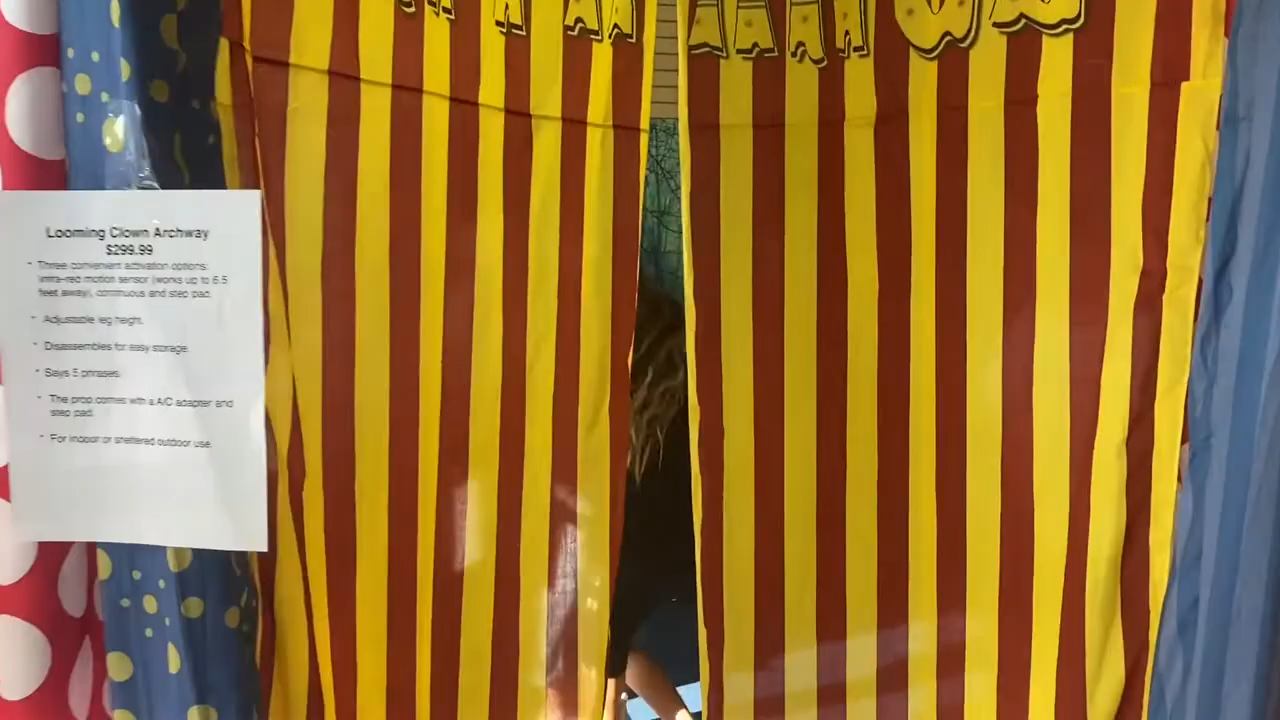 Looming Clown Archway
$299.99
* Three convenient activation options:
infra-red motion sensor (works up to 6.5
feet away), continuous and step pad.
* Adjustable leg height.
* Disassembles for easy storage.
* Says 5 phrases.
* The prop comes with a A/C adapter and
step pad.
* For indoor or sheltered outdoor use.